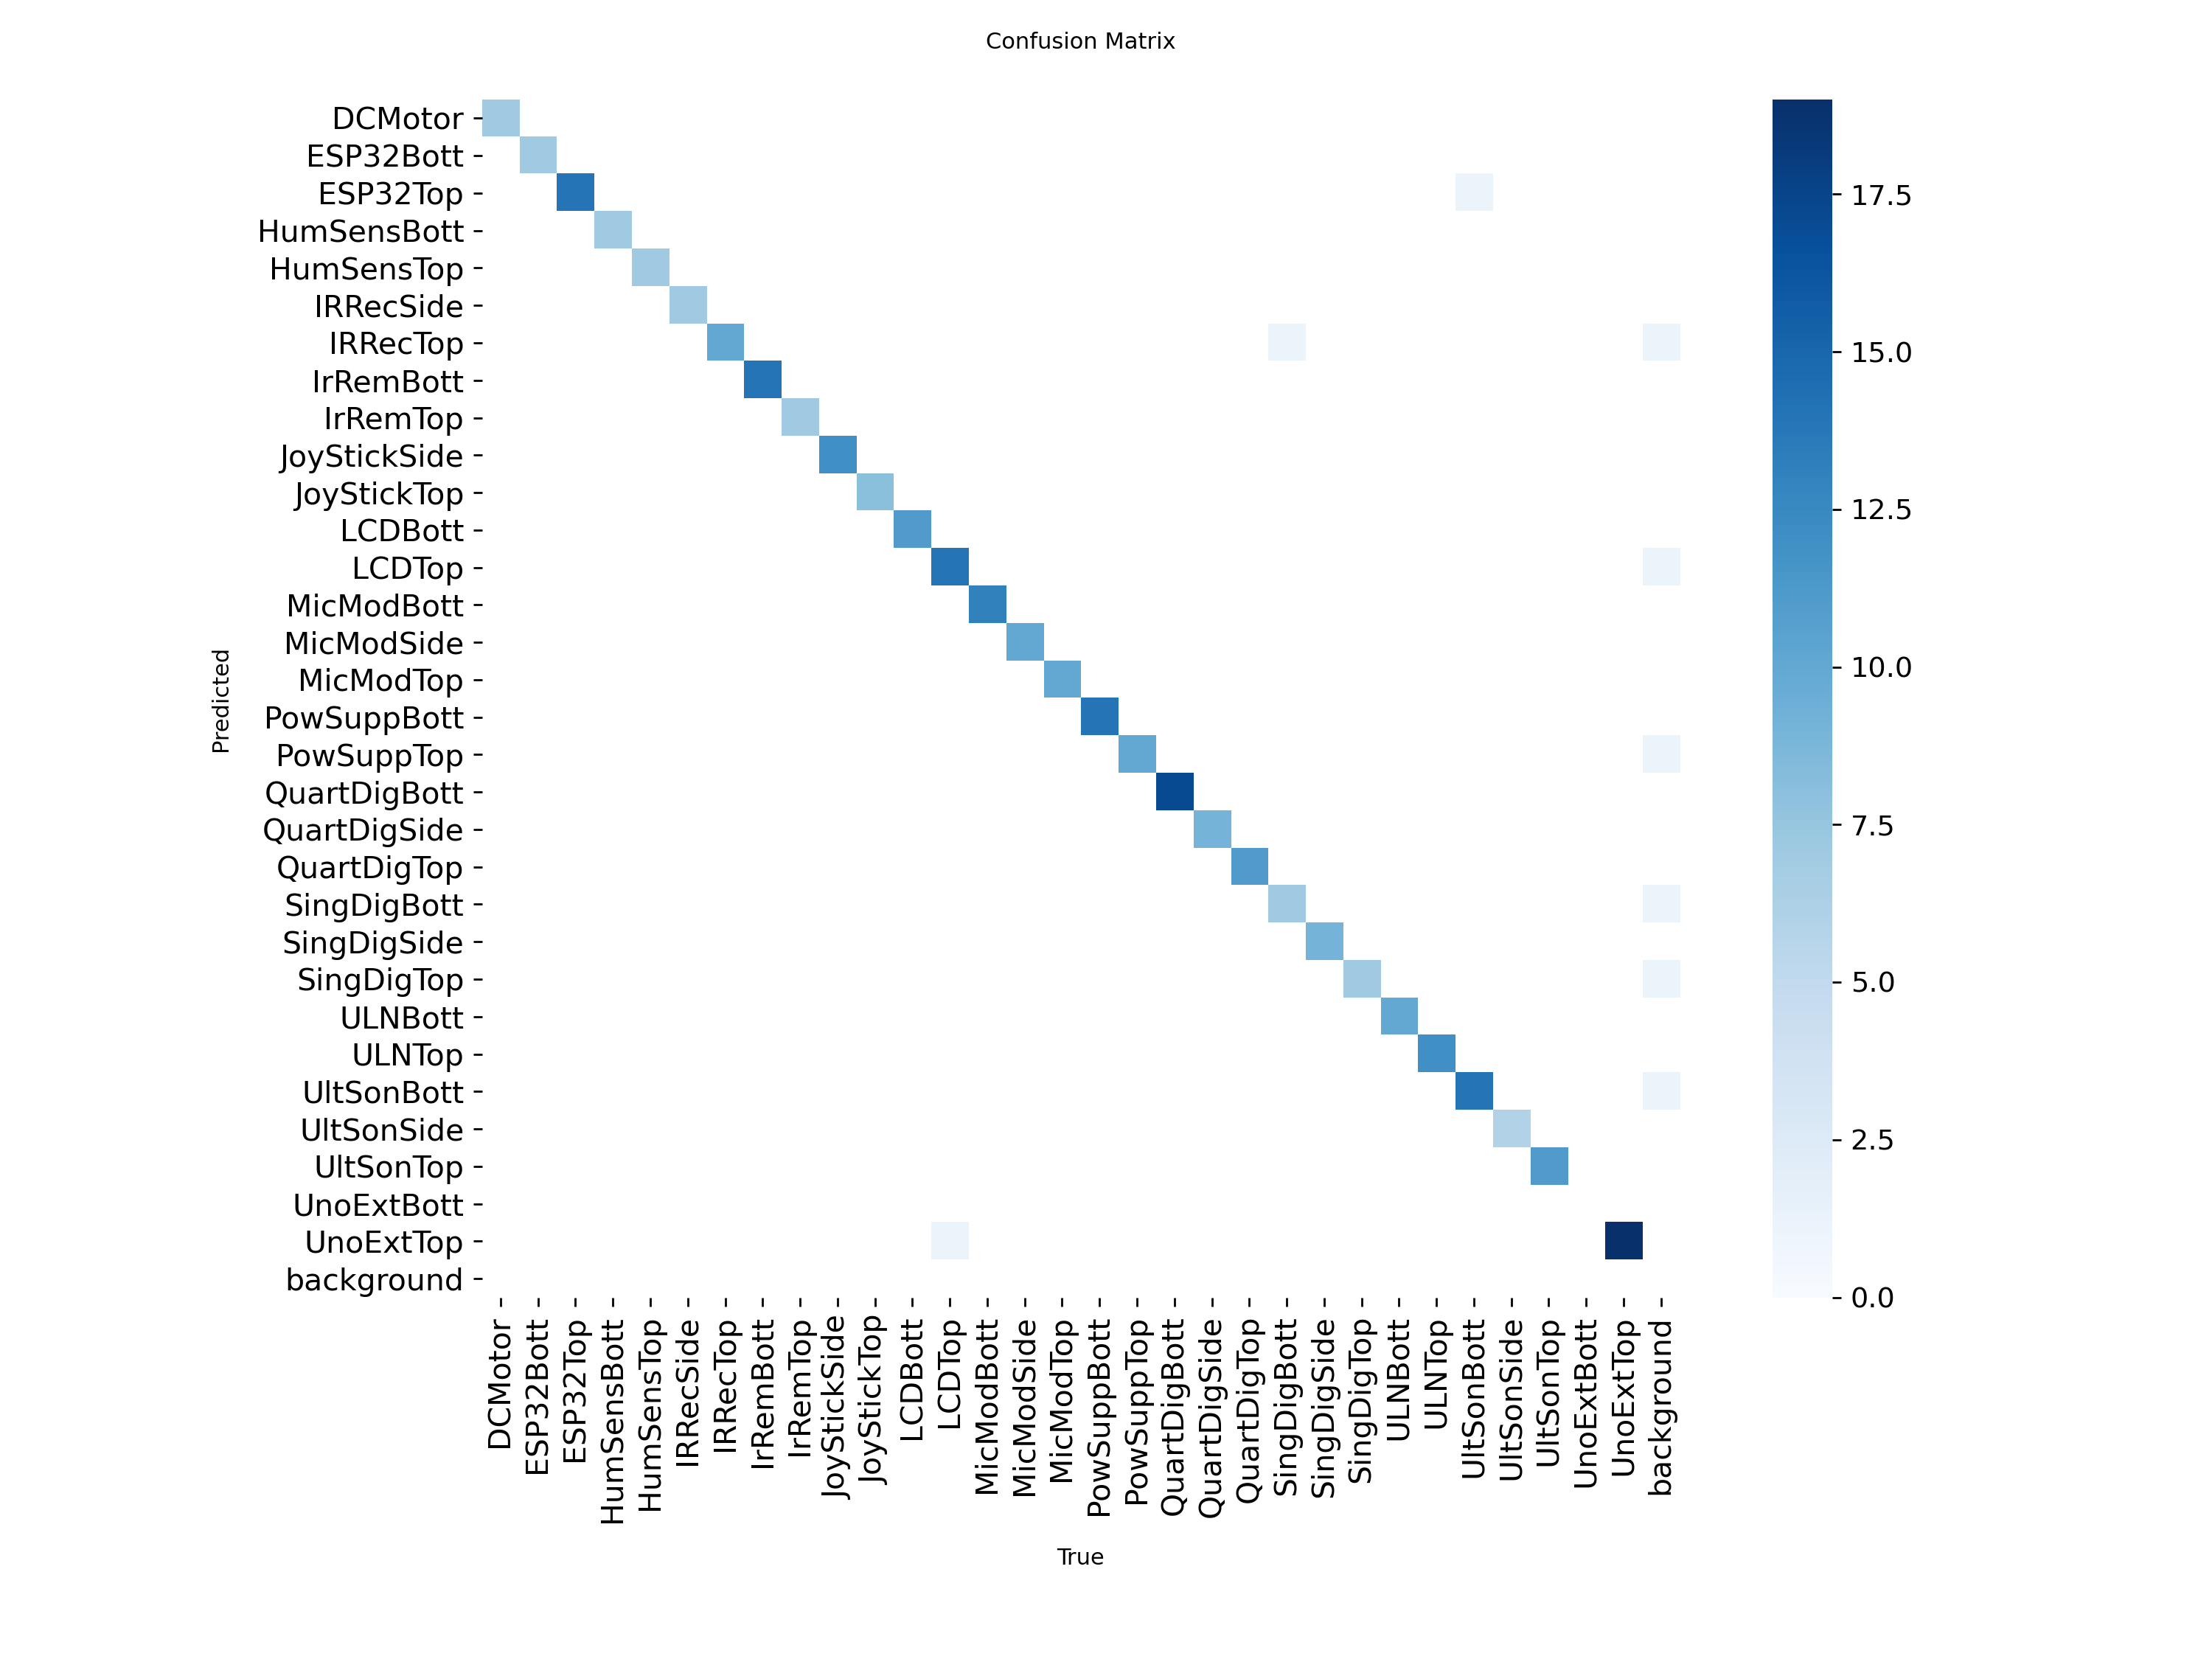 Confusion Matrix
Predicted
DCMotor
ESP32Bott
ESP32Top
HumSensBott
HumSensTop
IRRecSide
IRRecTop
IrRemBott
IrRemTop
JoyStickSide
JoyStickTop
LCDBott
LCDTop
MicModBott
MicModSide
MicModTop
PowSuppBott
PowSuppTop
QuartDigBott
QuartDigSide
QuartDigTop
SingDigBott
SingDigSide
SingDigTop
ULNBott
ULNTop
UltSonBott
UltSonSide
UltSonTop
UnoExtBott
UnoExtTop
background
DCMotor
ESP32Bott
ESP32Top
HumSensBott
HumSensTop
IRRecSide
IRRecTop
IrRemBott
IrRemTop
JoyStickSide
JoyStickTop
LCDBott
LCDTop
MicModBott
MicModSide
MicModTop
PowSuppBott
PowSuppTop
QuartDigBott
QuartDigSide
QuartDigTop
SingDigBott
SingDigSide
SingDigTop
ULNBott
ULNTop
UltSonBott
UltSonSide
UltSonTop
UnoExtBott
UnoExtTop
background
True
17.5
15.0
12.5
10.0
7.5
5.0
2.5
0.0